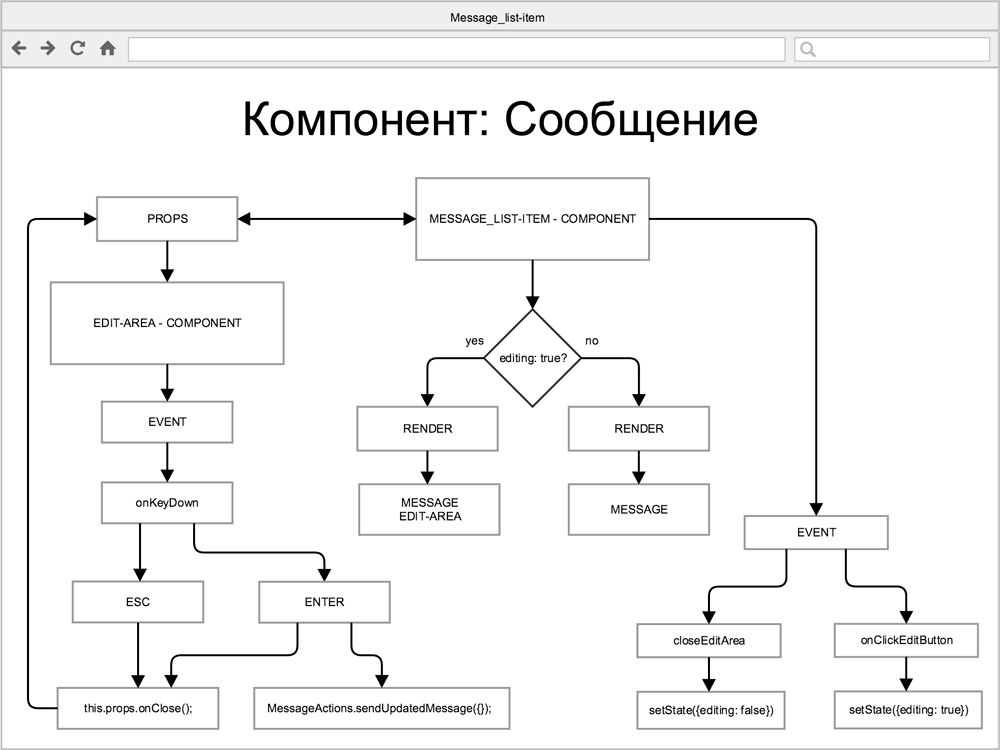 Message_list-item
Компонент: Сообщение
PROPS
MESSAGE_LIST-ITEM - COMPONENT
EDIT-AREA - COMPONENT
yes
editing: true?
no
EVENT
RENDER
RENDER
onKeyDown
MESSAGE
EDIT-AREA
MESSAGE
EVENT
ESC
ENTER
closeEditArea
onClickEditButton
this.props.onClose();
MessageActions.sendUpdatedMessage({});
setState({editing: false})
setState({editing: true})